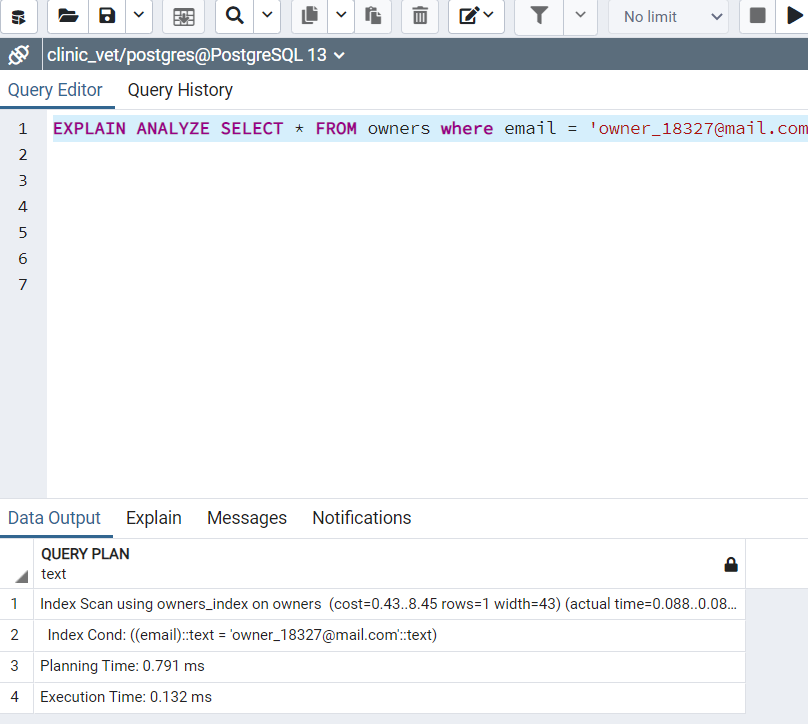 No limit
clinic_vet/postgres@PostgreSQL 13
Query Editor Query History
1 EXPLAIN ANALYZE SELECT * FROM owners where email = 'owner_18327@mail.com
2
3
4
5
6
7
Data Output Explain Messages Notifications
QUERY PLAN
text
1 Index Scan using owners_index on owners (cost=0.43..8.45 rows=1 width=43) (actual time=0.088..0.08...
2 Index Cond: ((email)::text = 'owner_18327@mail.com'::text)
3 Planning Time: 0.791 ms
4 Execution Time: 0.132 ms